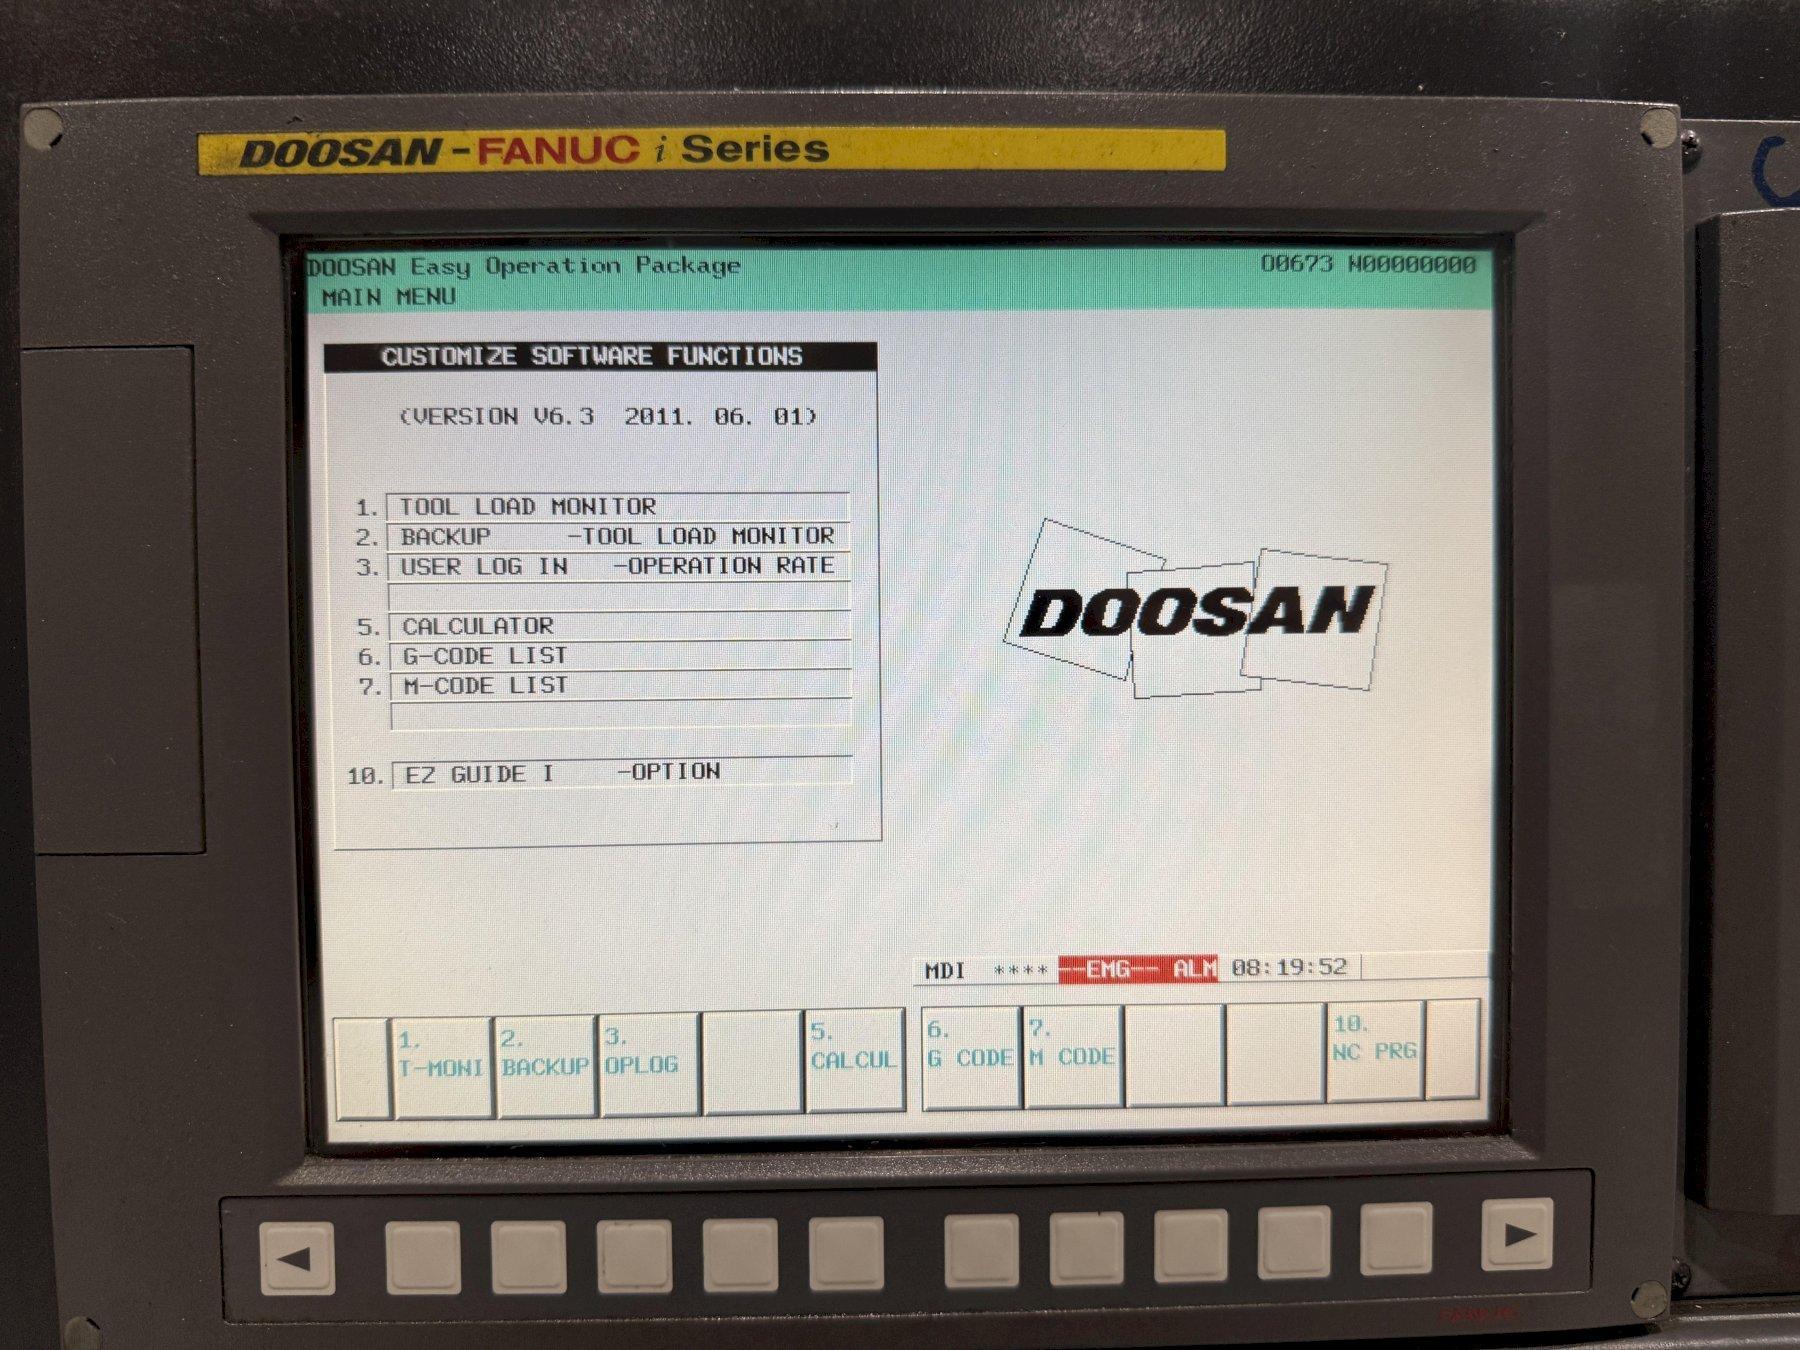 DOOSAN-FANUC i Series
DOOSAN Easy Operation Package O0673 N00000000
MAIN MENU
CUSTOMIZE SOFTWARE FUNCTIONS
(VERSION V6.3 2011. 06. 01)
1. TOOL LOAD MONITOR
2. BACKUP -TOOL LOAD MONITOR
3. USER LOG IN -OPERATION RATE
5. CALCULATOR
6. G-CODE LIST
7. M-CODE LIST
10. EZ GUIDE I -OPTION
DOOSAN
MDI **** --EMG-- ALM 08:19:52
1. 2. 3. 5. 6. 7. 10.
T-MONI BACKUP OPLOG CALCUL G CODE M CODE NC PRG
FANUC